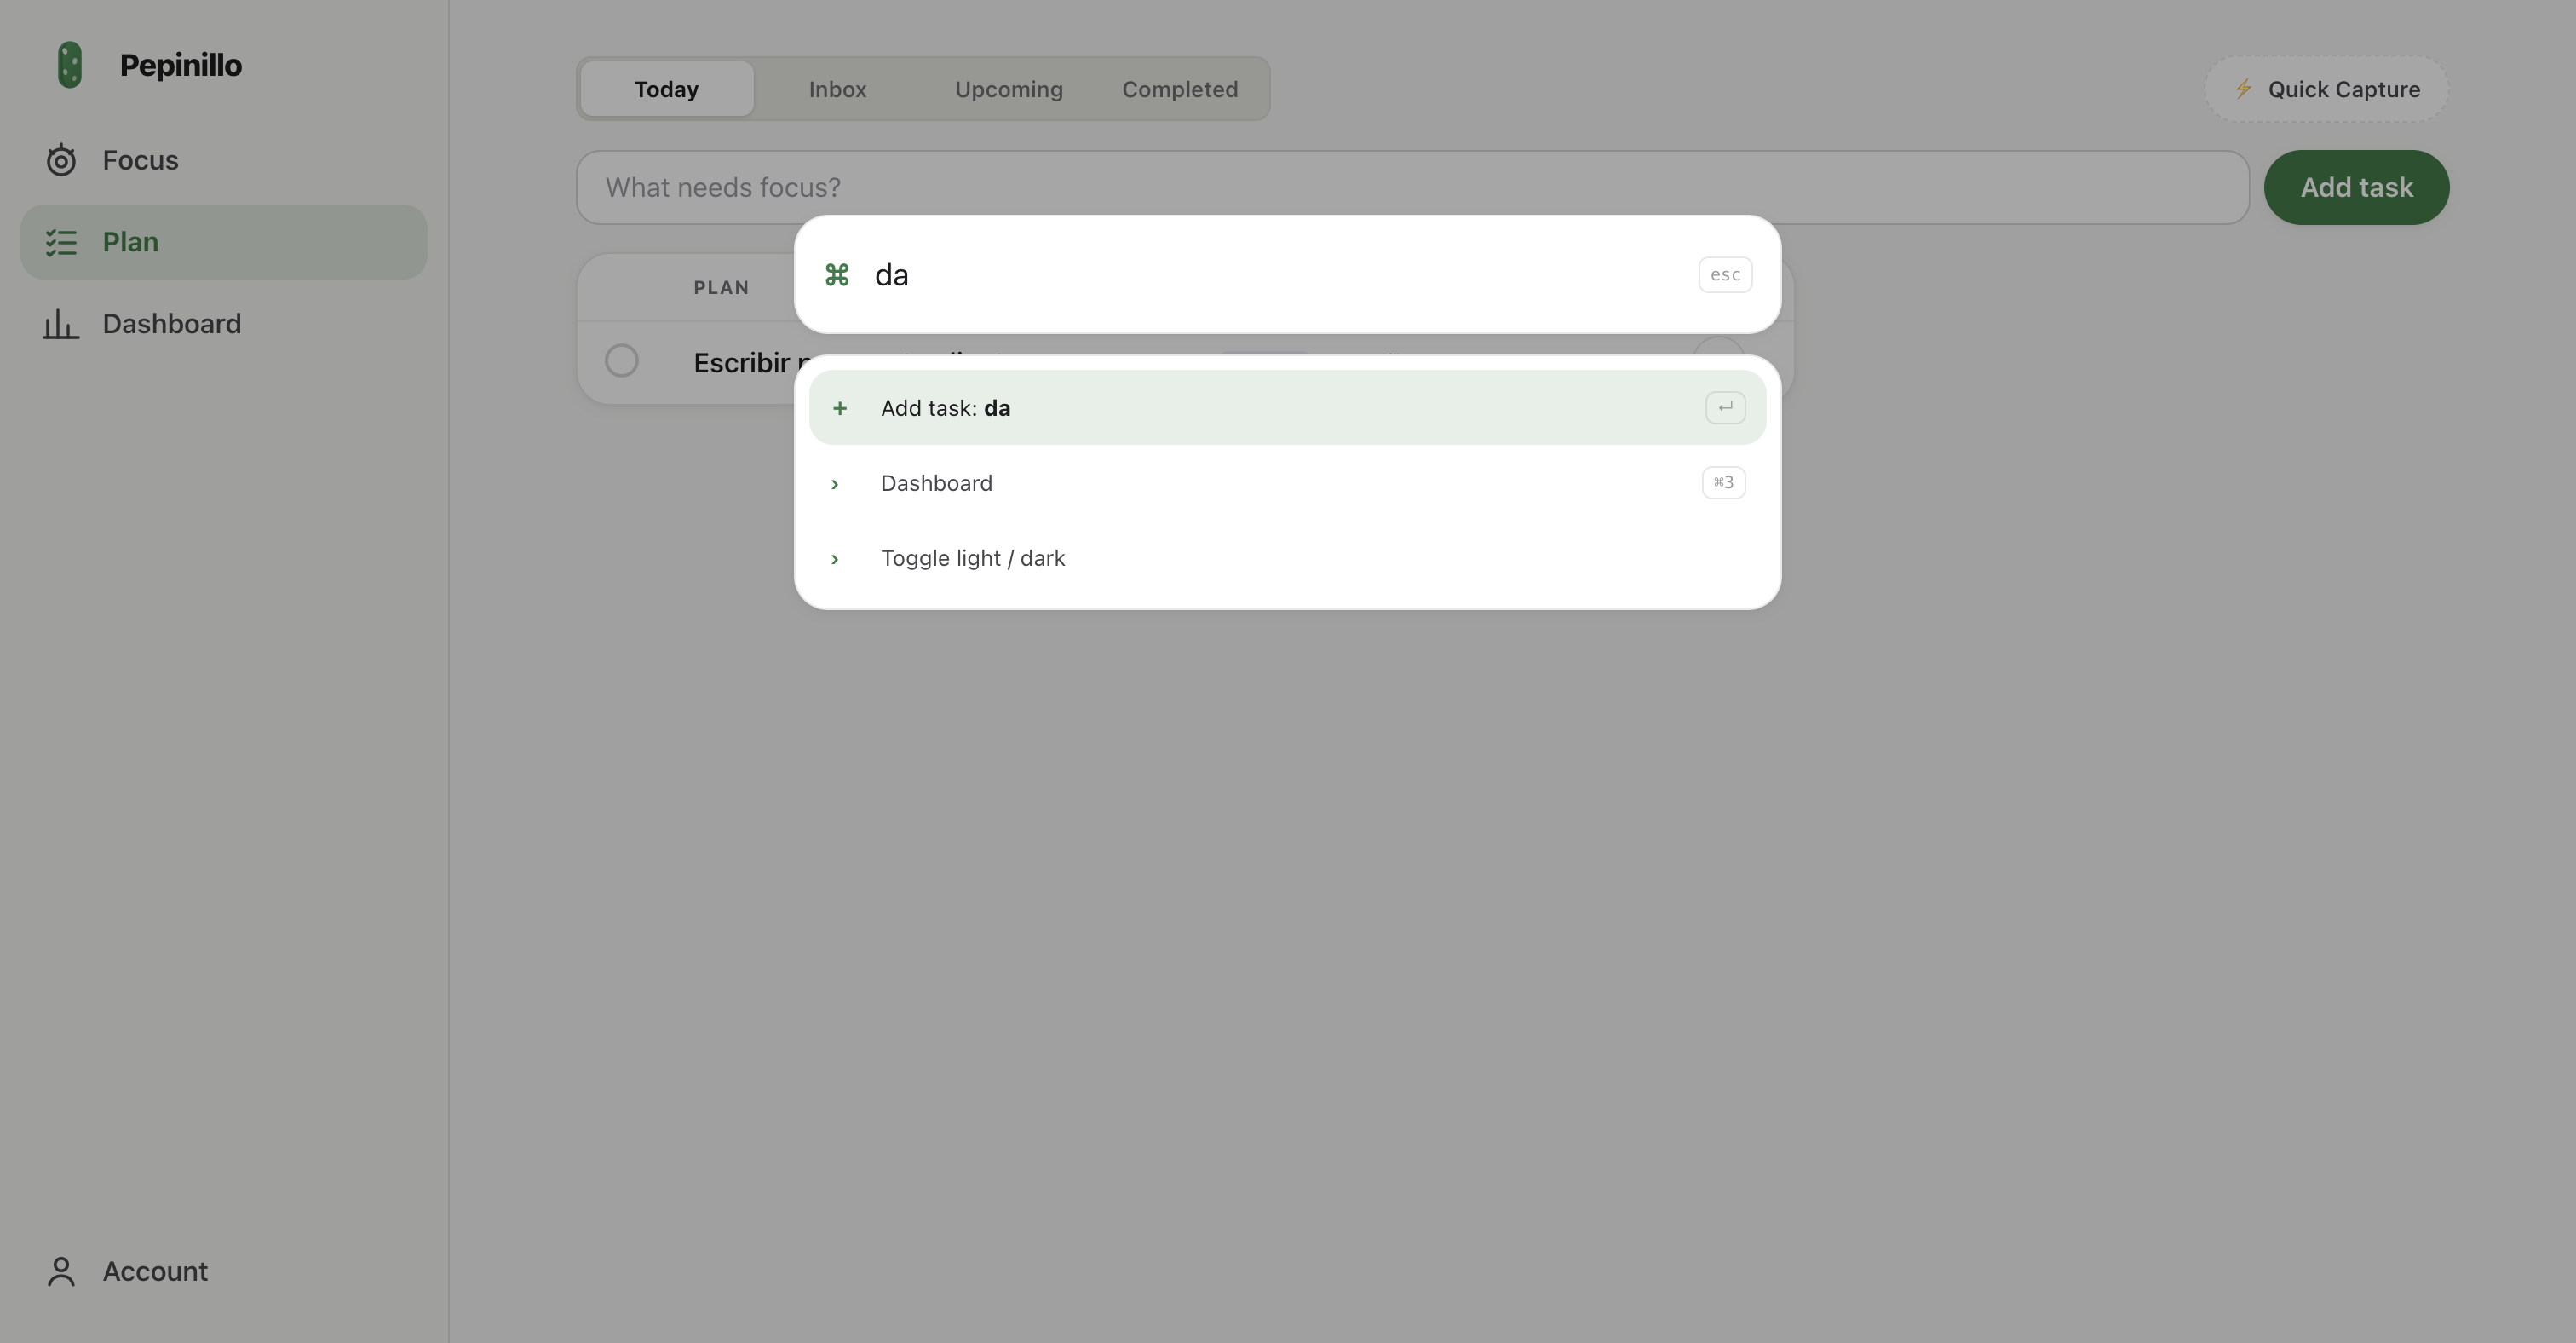 Pepinillo
Focus
Plan
Dashboard
Account
Today Inbox Upcoming Completed
⚡ Quick Capture
What needs focus?
Add task
PLAN
Escribir
⌘ da esc
+ Add task: da ↵
› Dashboard ⌘3
› Toggle light / dark